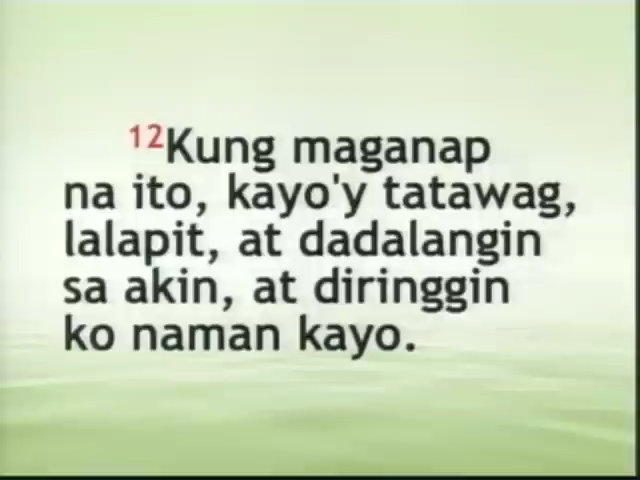 12Kung maganap
na ito, kayo'y tatawag,
lalapit, at dadalangin
sa akin, at diringgin
ko naman kayo.